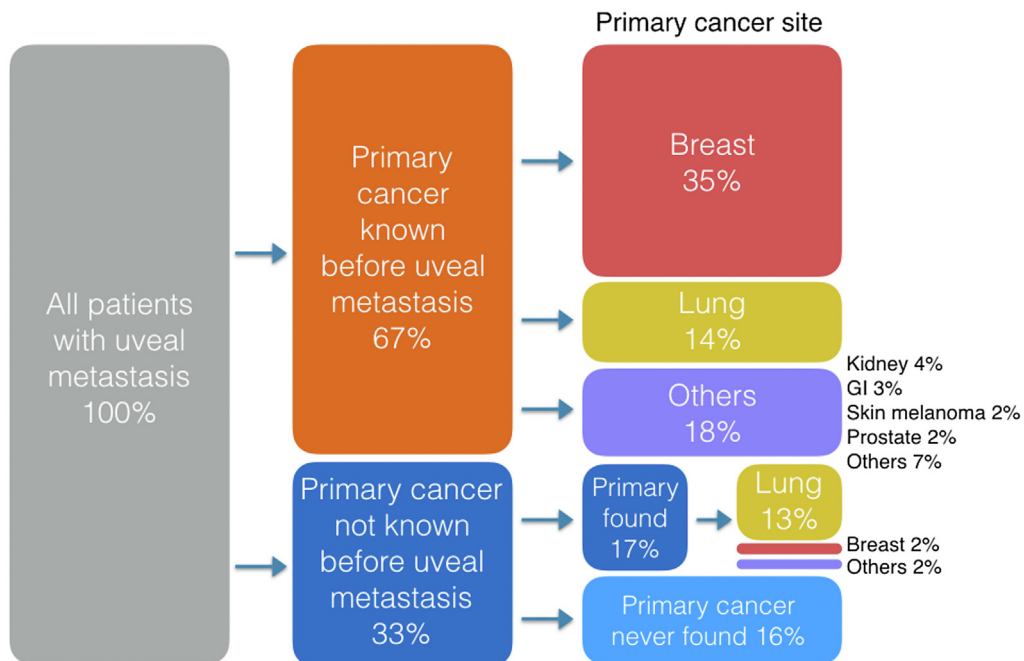 Primary cancer site
All patients
with uveal
metastasis
100%
Primary
cancer
known
before uveal
metastasis
67%
Breast
35%
Lung
14%
Others
18%
Kidney 4%
GI 3%
Skin melanoma 2%
Prostate 2%
Others 7%
Primary cancer
not known
before uveal
metastasis
33%
Primary
found
17%
Lung
13%
Breast 2%
Others 2%
Primary cancer
never found 16%